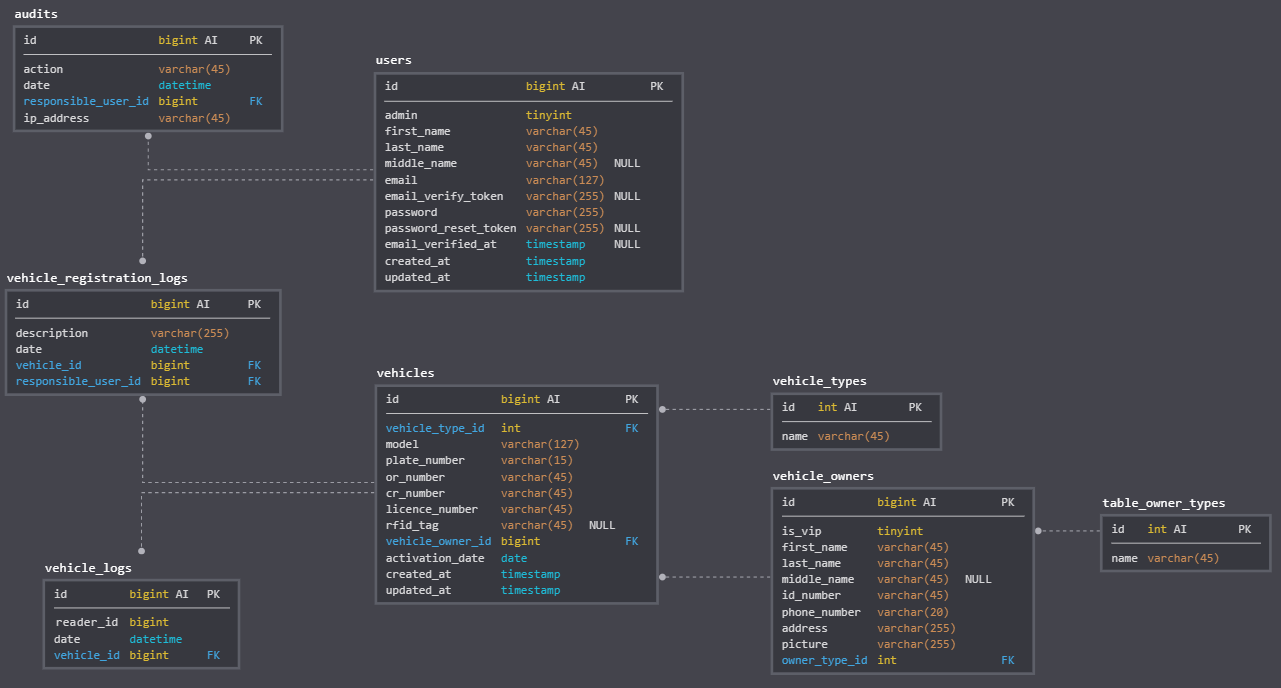 audits
id bigint AI PK
action varchar(45)
date datetime
responsible_user_id bigint FK
ip_address varchar(45)
users
id bigint AI PK
admin tinyint
first_name varchar(45)
last_name varchar(45)
middle_name varchar(45) NULL
email varchar(127)
email_verify_token varchar(255) NULL
password varchar(255)
password_reset_token varchar(255) NULL
email_verified_at timestamp NULL
created_at timestamp
updated_at timestamp
vehicle_registration_logs
id bigint AI PK
description varchar(255)
date datetime
vehicle_id bigint FK
responsible_user_id bigint FK
vehicles
id bigint AI PK
vehicle_type_id int FK
model varchar(127)
plate_number varchar(15)
or_number varchar(45)
cr_number varchar(45)
licence_number varchar(45)
rfid_tag varchar(45) NULL
vehicle_owner_id bigint FK
activation_date date
created_at timestamp
updated_at timestamp
vehicle_types
id int AI PK
name varchar(45)
vehicle_owners
id bigint AI PK
is_vip tinyint
first_name varchar(45)
last_name varchar(45)
middle_name varchar(45) NULL
id_number varchar(45)
phone_number varchar(20)
address varchar(255)
picture varchar(255)
owner_type_id int FK
table_owner_types
id int AI PK
name varchar(45)
vehicle_logs
id bigint AI PK
reader_id bigint
date datetime
vehicle_id bigint FK